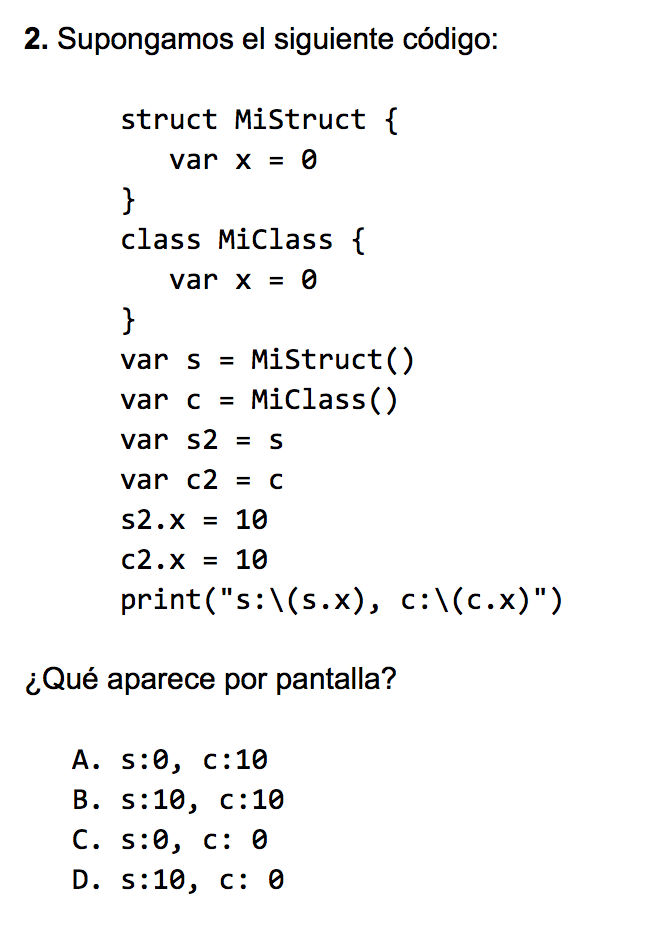 2. Supongamos el siguiente código:
struct MiStruct {
   var x = 0
}
class MiClass {
   var x = 0
}
var s = MiStruct()
var c = MiClass()
var s2 = s
var c2 = c
s2.x = 10
c2.x = 10
print("s:\(s.x), c:\(c.x)")
¿Qué aparece por pantalla?
A. s:0, c:10
B. s:10, c:10
C. s:0, c: 0
D. s:10, c: 0